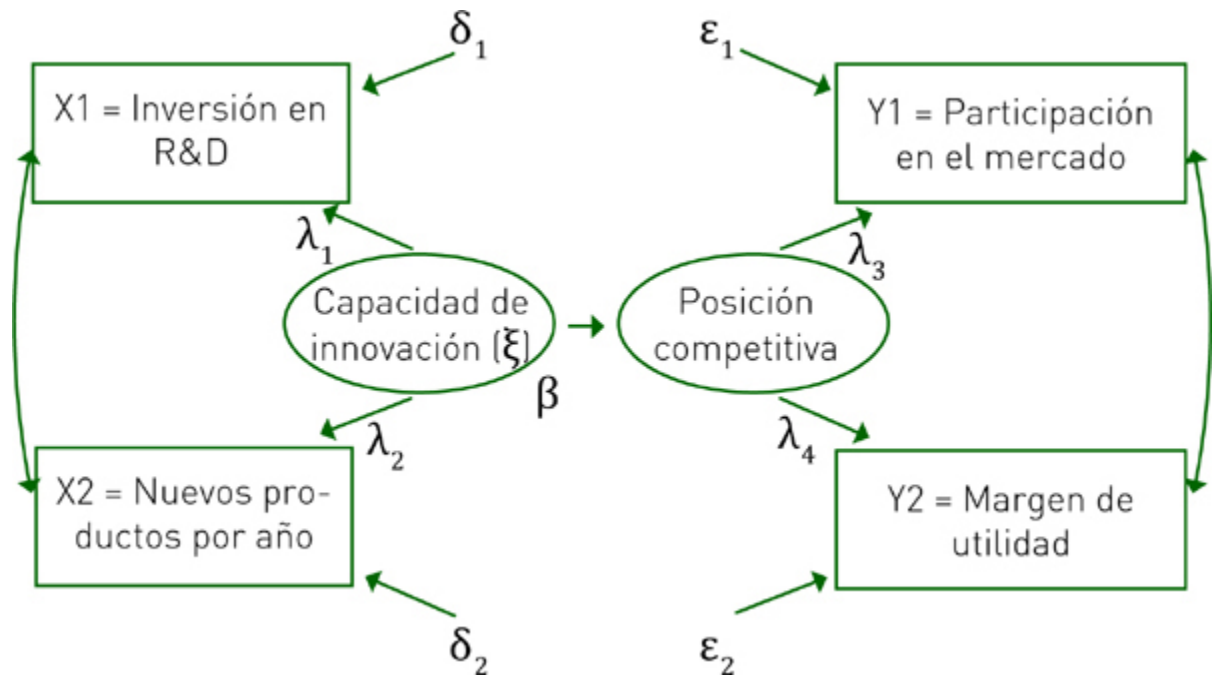 δ1
ε1
X1 = Inversión en
R&D
Y1 = Participación
en el mercado
λ1
λ3
Capacidad de
innovación (ξ)
Posición
competitiva
β
λ2
λ4
X2 = Nuevos pro-
ductos por año
Y2 = Margen de
utilidad
δ2
ε2